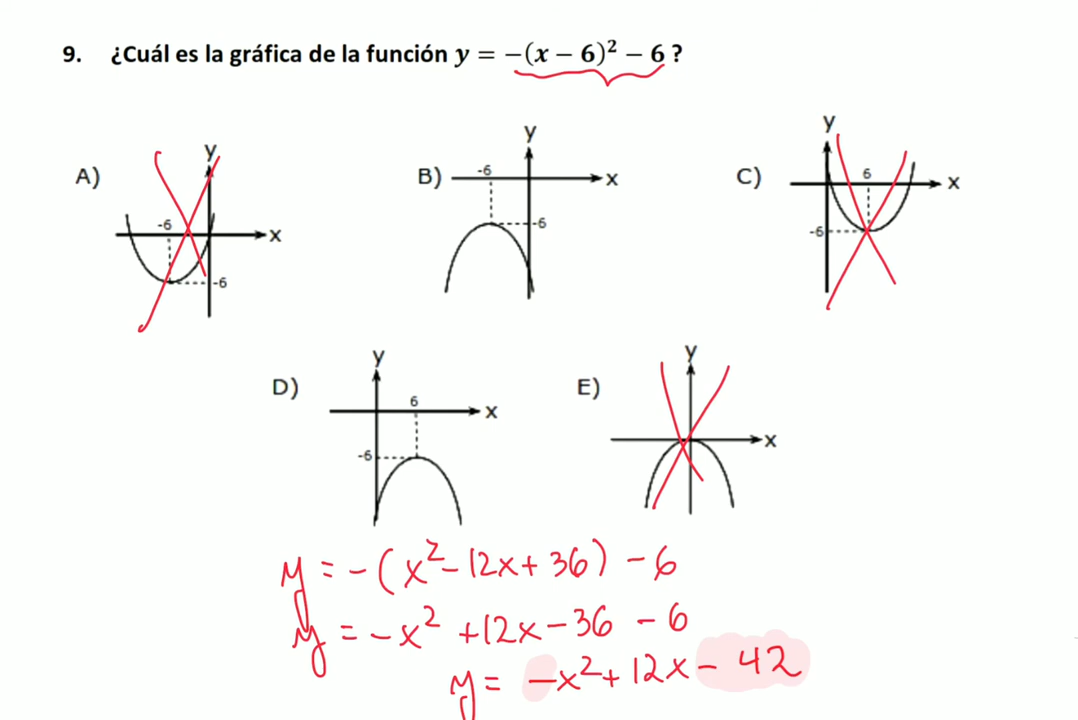 9. ¿Cuál es la gráfica de la función y = −(x − 6)² − 6 ?
A)
y
x
-6
-6
B)
y
x
-6
-6
C)
y
x
6
-6
D)
y
x
6
-6
E)
y
x
y = -(x² - 12x + 36) - 6
y = -x² + 12x - 36 - 6
y = -x² + 12x - 42